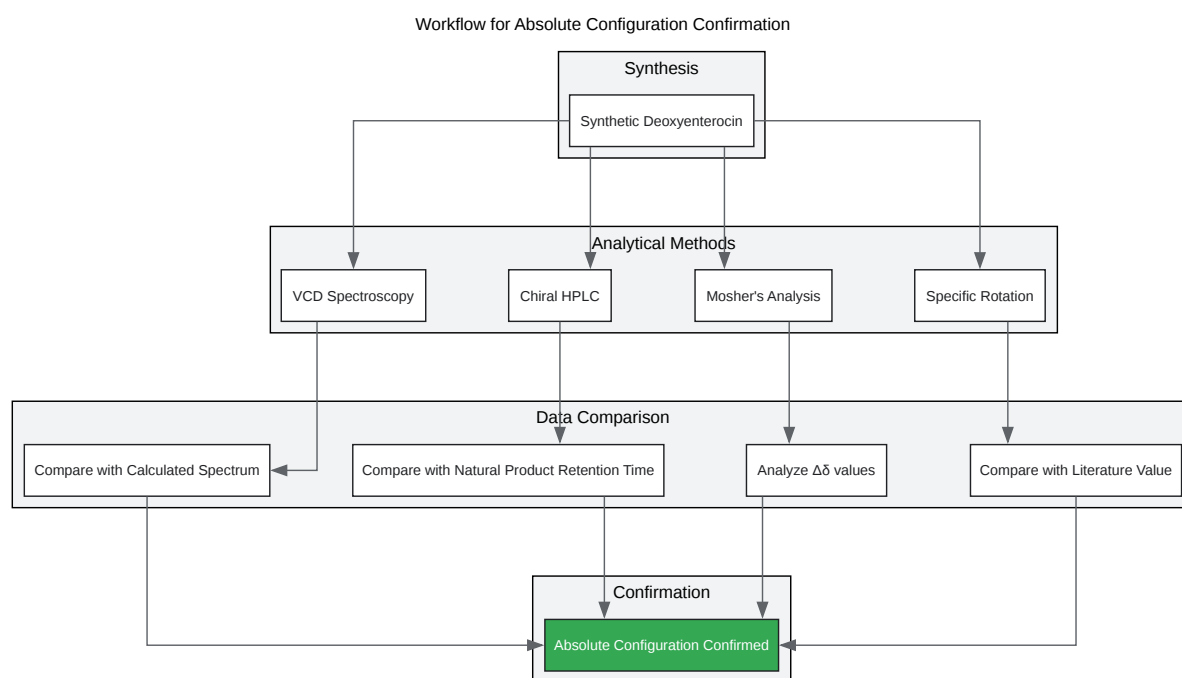 Workflow for Absolute Configuration Confirmation
Synthesis
Synthetic Deoxyenterocin
Analytical Methods
VCD Spectroscopy
Chiral HPLC
Mosher's Analysis
Specific Rotation
Data Comparison
Compare with Calculated Spectrum
Compare with Natural Product Retention Time
Analyze Δδ values
Compare with Literature Value
Confirmation
Absolute Configuration Confirmed